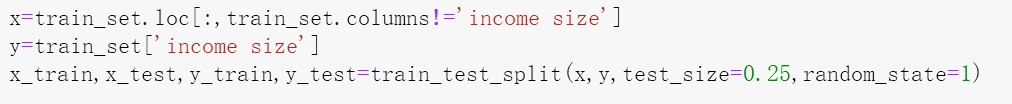 x=train_set.loc[:,train_set.columns!='income size']
y=train_set['income size']
x_train,x_test,y_train,y_test=train_test_split(x,y,test_size=0.25,random_state=1)